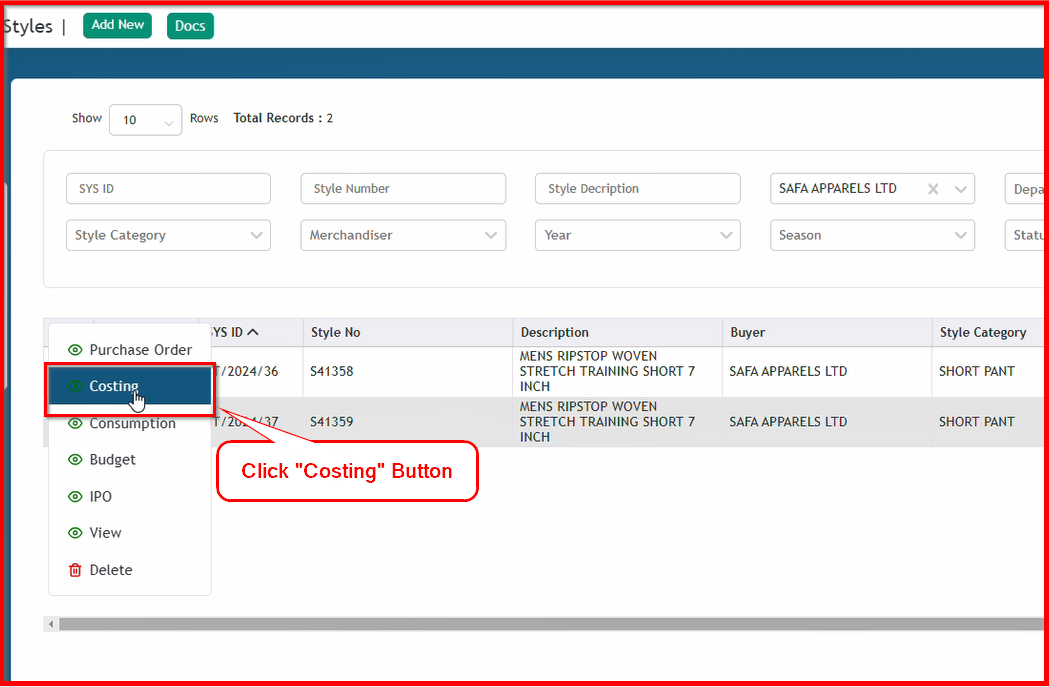 Styles | Add New Docs
Show 10 Rows Total Records : 2
SYS ID Style Number Style Decription SAFA APPARELS LTD Depa
Style Category Merchandiser Year Season Statu
SYS ID Style No Description Buyer Style Category
T/2024/36 S41358 MENS RIPSTOP WOVEN STRETCH TRAINING SHORT 7 INCH SAFA APPARELS LTD SHORT PANT
S41359 MENS RIPSTOP WOVEN STRETCH TRAINING SHORT 7 INCH SAFA APPARELS LTD SHORT PANT
Purchase Order
Costing
Consumption
Budget
IPO
View
Delete
Click "Costing" Button